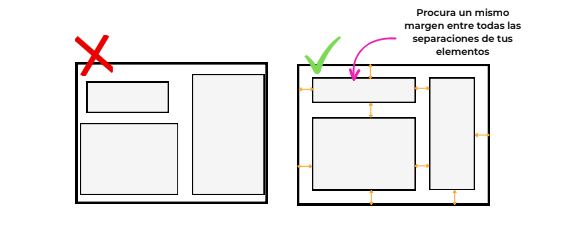 Procura un mismo
margen entre todas las
separaciones de tus
elementos